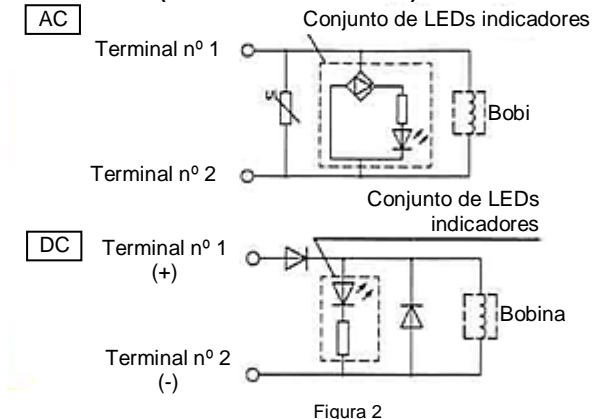 AC
Conjunto de LEDs indicadores
Terminal nº 1
Bobi
Terminal nº 2
Conjunto de LEDs
indicadores
DC
Terminal nº 1
(+)
Bobina
Terminal nº 2
(-)
Figura 2